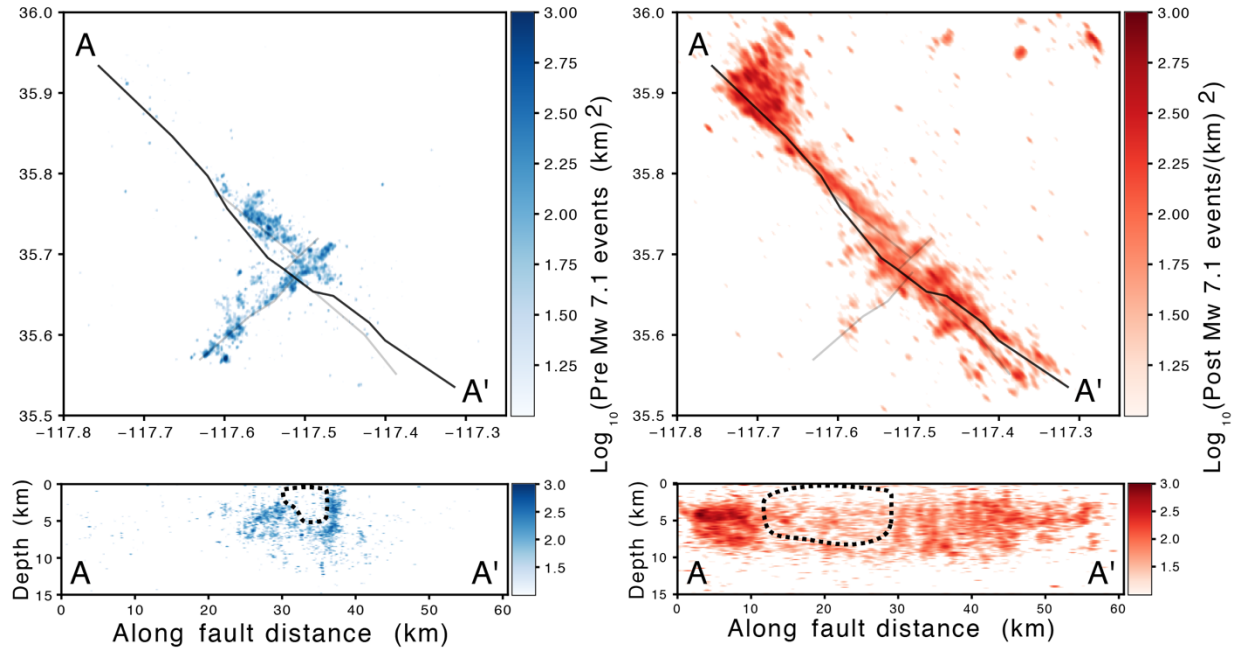 36.0
35.9
35.8
35.7
35.6
35.5
−117.8 −117.7 −117.6 −117.5 −117.4 −117.3
A
A'
3.00
2.75
2.50
2.25
2.00
1.75
1.50
1.25
Log 10(Pre Mw 7.1 events (km) 2)
36.0
35.9
35.8
35.7
35.6
35.5
−117.8 −117.7 −117.6 −117.5 −117.4 −117.3
A
A'
3.00
2.75
2.50
2.25
2.00
1.75
1.50
1.25
Log 10(Post Mw 7.1 events/(km) 2)
Depth (km)
0
5
10
15
A
A'
0 10 20 30 40 50 60
Along fault distance (km)
3.0
2.5
2.0
1.5
Depth (km)
0
5
10
15
A
A'
0 10 20 30 40 50 60
Along fault distance (km)
3.0
2.5
2.0
1.5
1.0